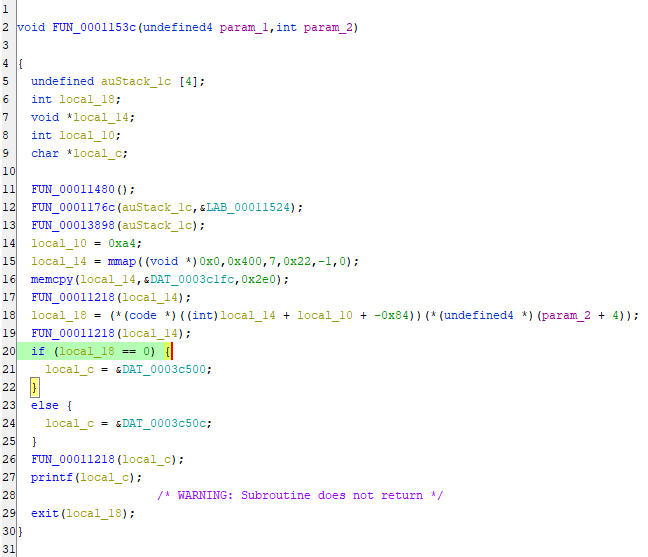 1
2 void FUN_0001153c(undefined4 param_1,int param_2)
3
4 {
5 undefined auStack_1c [4];
6 int local_18;
7 void *local_14;
8 int local_10;
9 char *local_c;
10
11 FUN_00011480();
12 FUN_0001176c(auStack_1c,&LAB_00011524);
13 FUN_00013898(auStack_1c);
14 local_10 = 0xa4;
15 local_14 = mmap((void *)0x0,0x400,7,0x22,-1,0);
16 memcpy(local_14,&DAT_0003c1fc,0x2e0);
17 FUN_00011218(local_14);
18 local_18 = (*(code *)((int)local_14 + local_10 + -0x84))(*(undefined4 *)(param_2 + 4));
19 FUN_00011218(local_14);
20 if (local_18 == 0) {
21 local_c = &DAT_0003c500;
22 }
23 else {
24 local_c = &DAT_0003c50c;
25 }
26 FUN_00011218(local_c);
27 printf(local_c);
28 /* WARNING: Subroutine does not return */
29 exit(local_18);
30 }
31